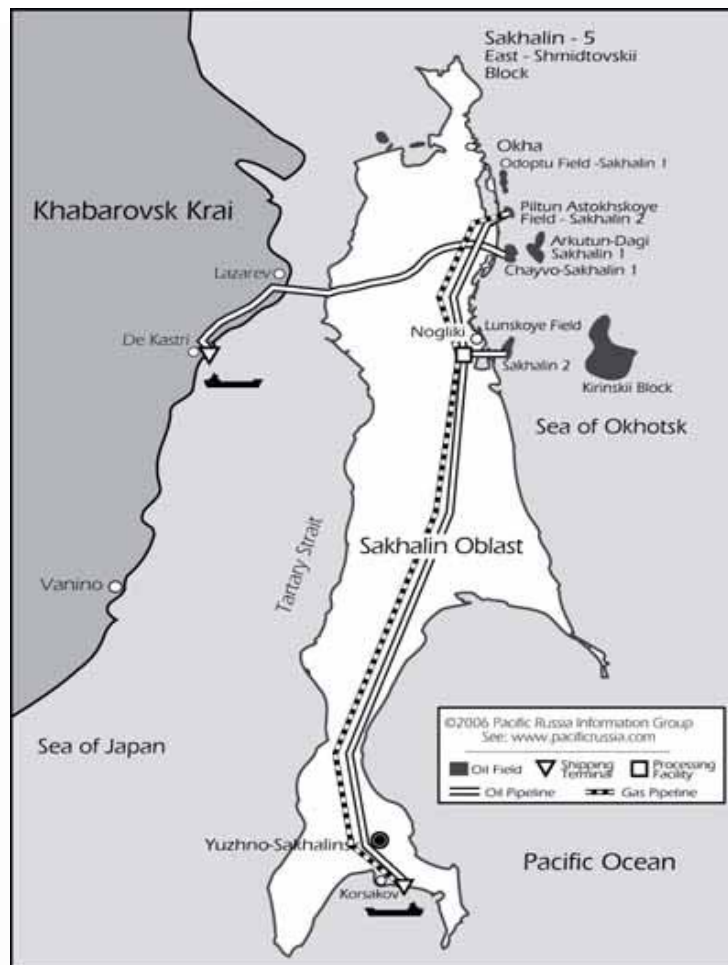 Sakhalin - 5
East - Shmidtovskii
Block
Okha
Odoptu Field -Sakhalin 1
Khabarovsk Krai
Piltun Astokhskoye
Field - Sakhalin 2
Arkutun-Dagi
Sakhalin 1
Chayvo-Sakhalin 1
Lazarev
De Kastri
Nogliki
Lunskoye Field
Sakhalin 2
Kirinskii Block
Sea of Okhotsk
Tartary Strait
Sakhalin Oblast
Vanino
Sea of Japan
©2006 Pacific Russia Information Group
See: www.pacificrussia.com
Oil Field
Shipping
Terminal
Processing
Facility
Oil Pipeline
Gas Pipeline
Yuzhno-Sakhalinsk
Pacific Ocean
Korsakov